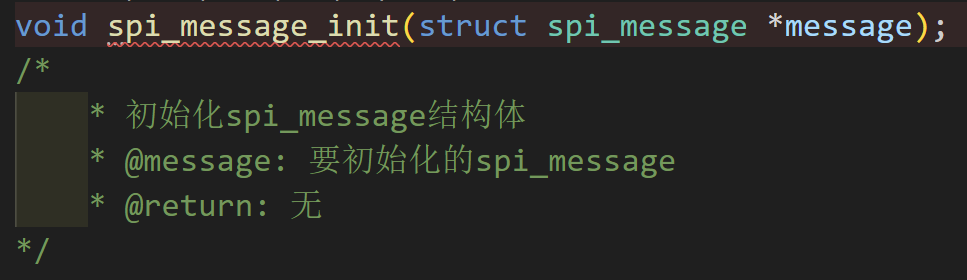 void spi_message_init(struct spi_message *message);
/*
    * 初始化spi_message结构体
    * @message: 要初始化的spi_message
    * @return: 无
*/